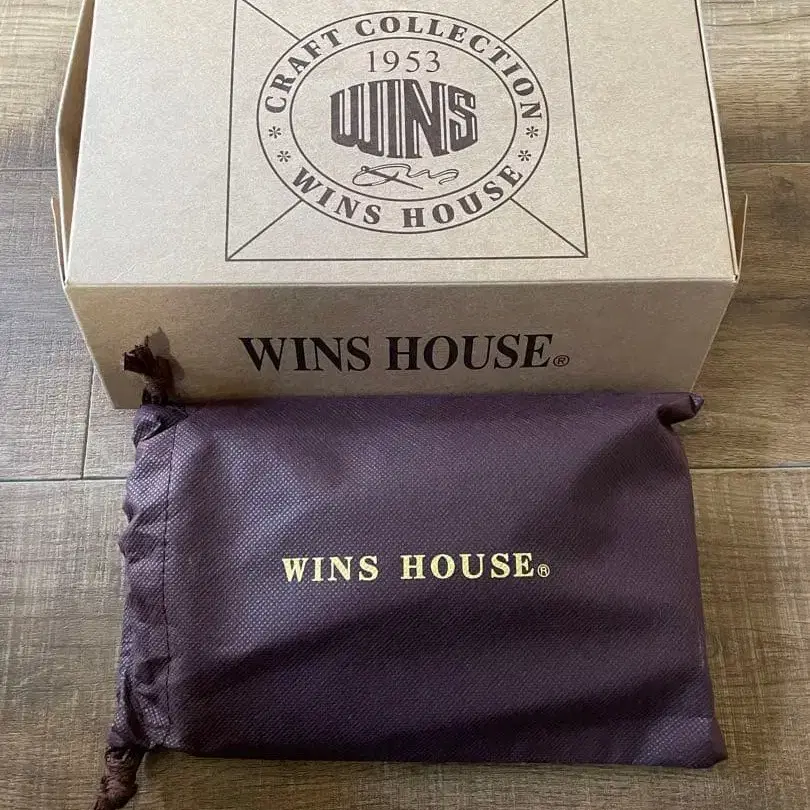 CRAFT COLLECTION
1953
WINS
* * WINS HOUSE * *
WINS HOUSE®
WINS HOUSE®